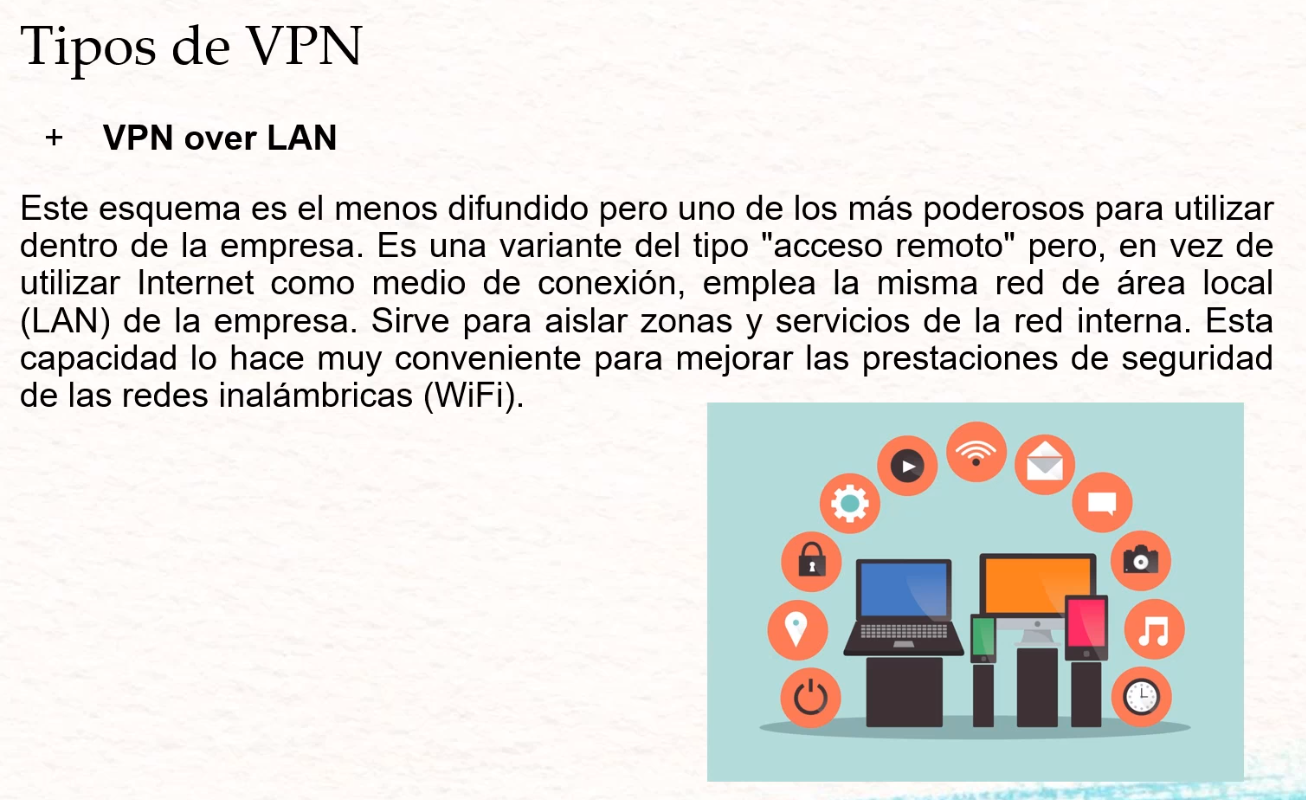 Tipos de VPN
+ VPN over LAN
Este esquema es el menos difundido pero uno de los más poderosos para utilizar
dentro de la empresa. Es una variante del tipo "acceso remoto" pero, en vez de
utilizar Internet como medio de conexión, emplea la misma red de área local
(LAN) de la empresa. Sirve para aislar zonas y servicios de la red interna. Esta
capacidad lo hace muy conveniente para mejorar las prestaciones de seguridad
de las redes inalámbricas (WiFi).